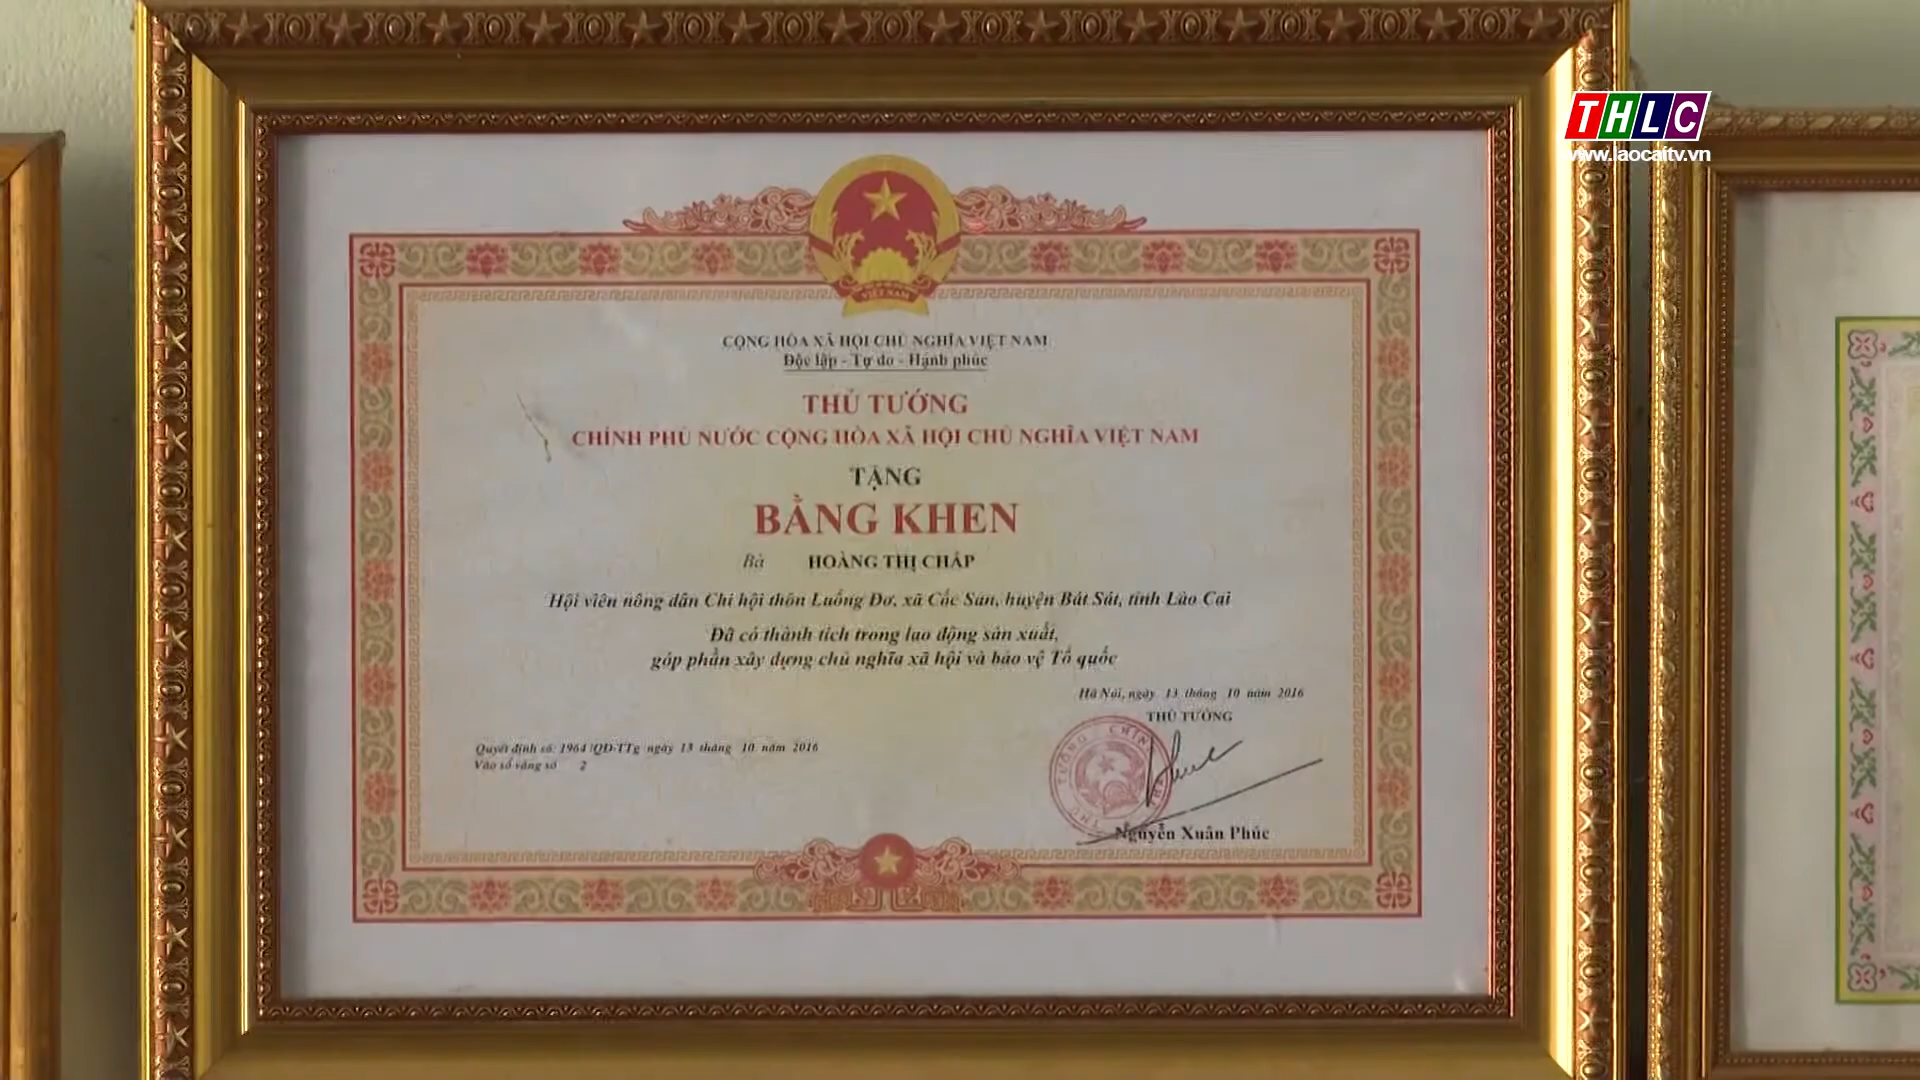 THLC
www.laocaitv.vn
VIỆT NAM
CỘNG HÒA XÃ HỘI CHỦ NGHĨA VIỆT NAM
Độc lập - Tự do - Hạnh phúc
THỦ TƯỚNG
CHÍNH PHỦ NƯỚC CỘNG HÒA XÃ HỘI CHỦ NGHĨA VIỆT NAM
TẶNG
BẰNG KHEN
Bà HOÀNG THỊ CHẤP
Hội viên nông dân Chi hội thôn Luổng Đơ, xã Cốc San, huyện Bát Sát, tỉnh Lào Cai
Đã có thành tích trong lao động sản xuất,
góp phần xây dựng chủ nghĩa xã hội và bảo vệ Tổ quốc
Hà Nội, ngày 13 tháng 10 năm 2016
THỦ TƯỚNG
Quyết định số: 1964 /QĐ-TTg ngày 13 tháng 10 năm 2016
Vào sổ vàng số 2
Nguyễn Xuân Phúc